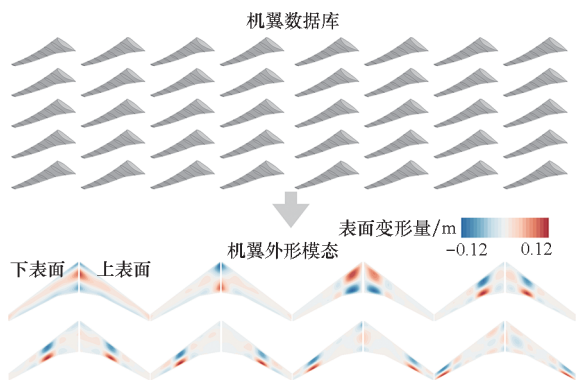 机翼数据库
表面变形量/m
-0.12 0.12
机翼外形模态
下表面 上表面